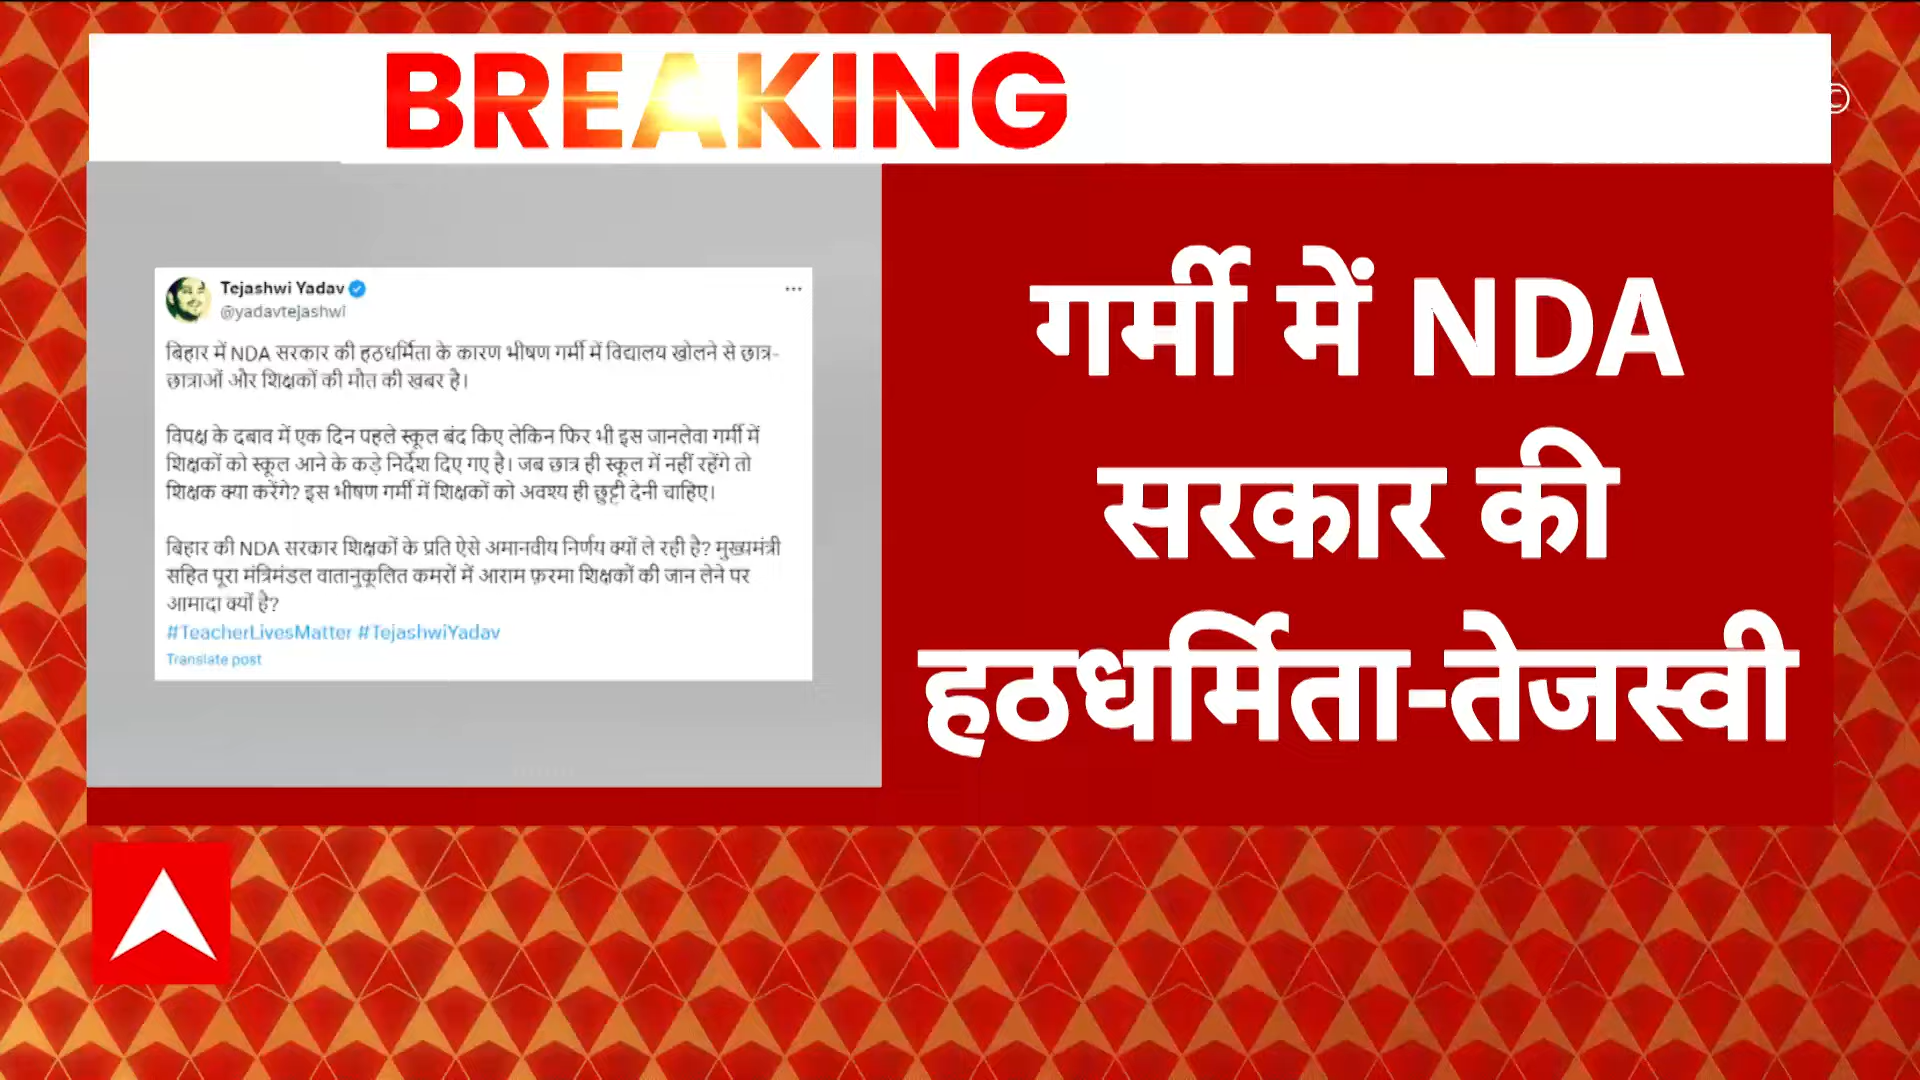 BREAKING
©
Tejashwi Yadav
@yadavtejashwi
बिहार में NDA सरकार की हठधर्मिता के कारण भीषण गर्मी में विद्यालय खोलने से छात्र-
छात्राओं और शिक्षकों की मौत की खबर है।
विपक्ष के दबाव में एक दिन पहले स्कूल बंद किए लेकिन फिर भी इस जानलेवा गर्मी में
शिक्षकों को स्कूल आने के कड़े निर्देश दिए गए है। जब छात्र ही स्कूल में नहीं रहेंगे तो
शिक्षक क्या करेंगे? इस भीषण गर्मी में शिक्षकों को अवश्य ही छुट्टी देनी चाहिए।
बिहार की NDA सरकार शिक्षकों के प्रति ऐसे अमानवीय निर्णय क्यों ले रही है? मुख्यमंत्री
सहित पूरा मंत्रिमंडल वातानुकूलित कमरों में आराम फ़रमा शिक्षकों की जान लेने पर
आमादा क्यों है?
#TeacherLivesMatter #TejashwiYadav
Translate post
गर्मी में NDA
सरकार की
हठधर्मिता-तेजस्वी